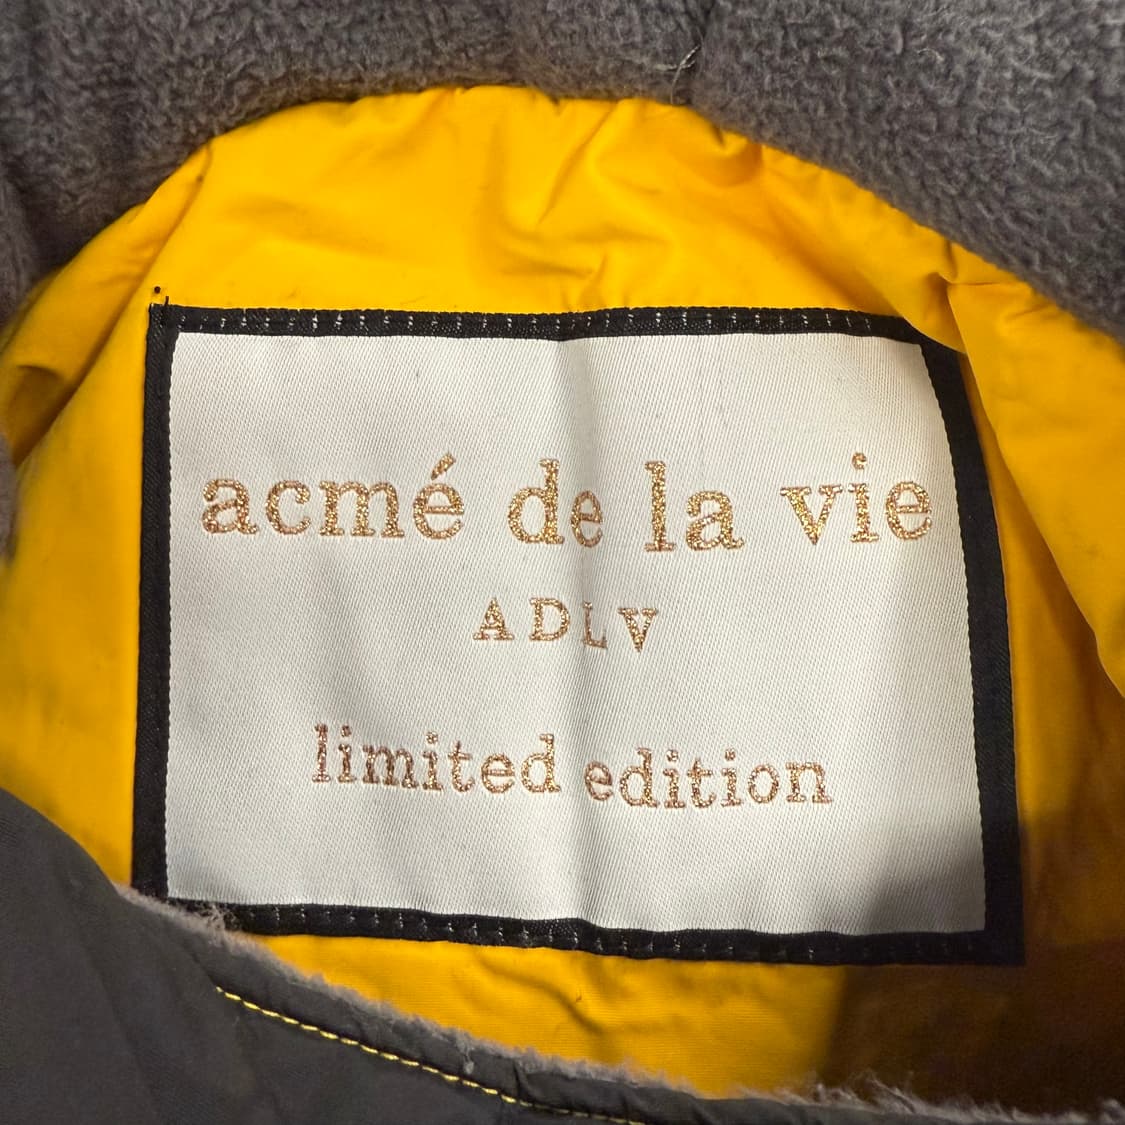 acmé de la vie
ADLV
limited edition